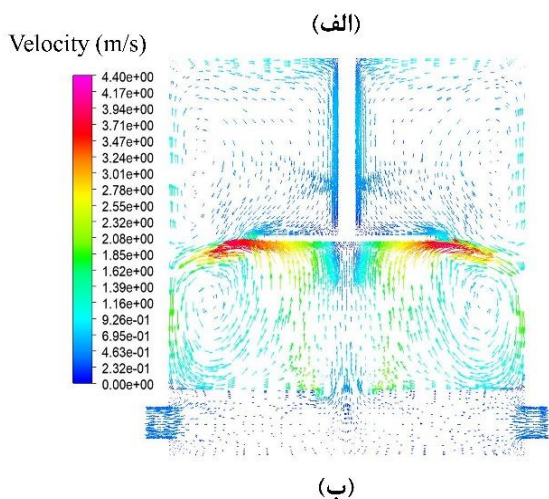 (الف)
Velocity (m/s)
4.40e+00
4.17e+00
3.94e+00
3.71e+00
3.47e+00
3.24e+00
3.01e+00
2.78e+00
2.55e+00
2.32e+00
2.08e+00
1.85e+00
1.62e+00
1.39e+00
1.16e+00
9.26e-01
6.95e-01
4.63e-01
2.32e-01
0.00e+00
(ب)